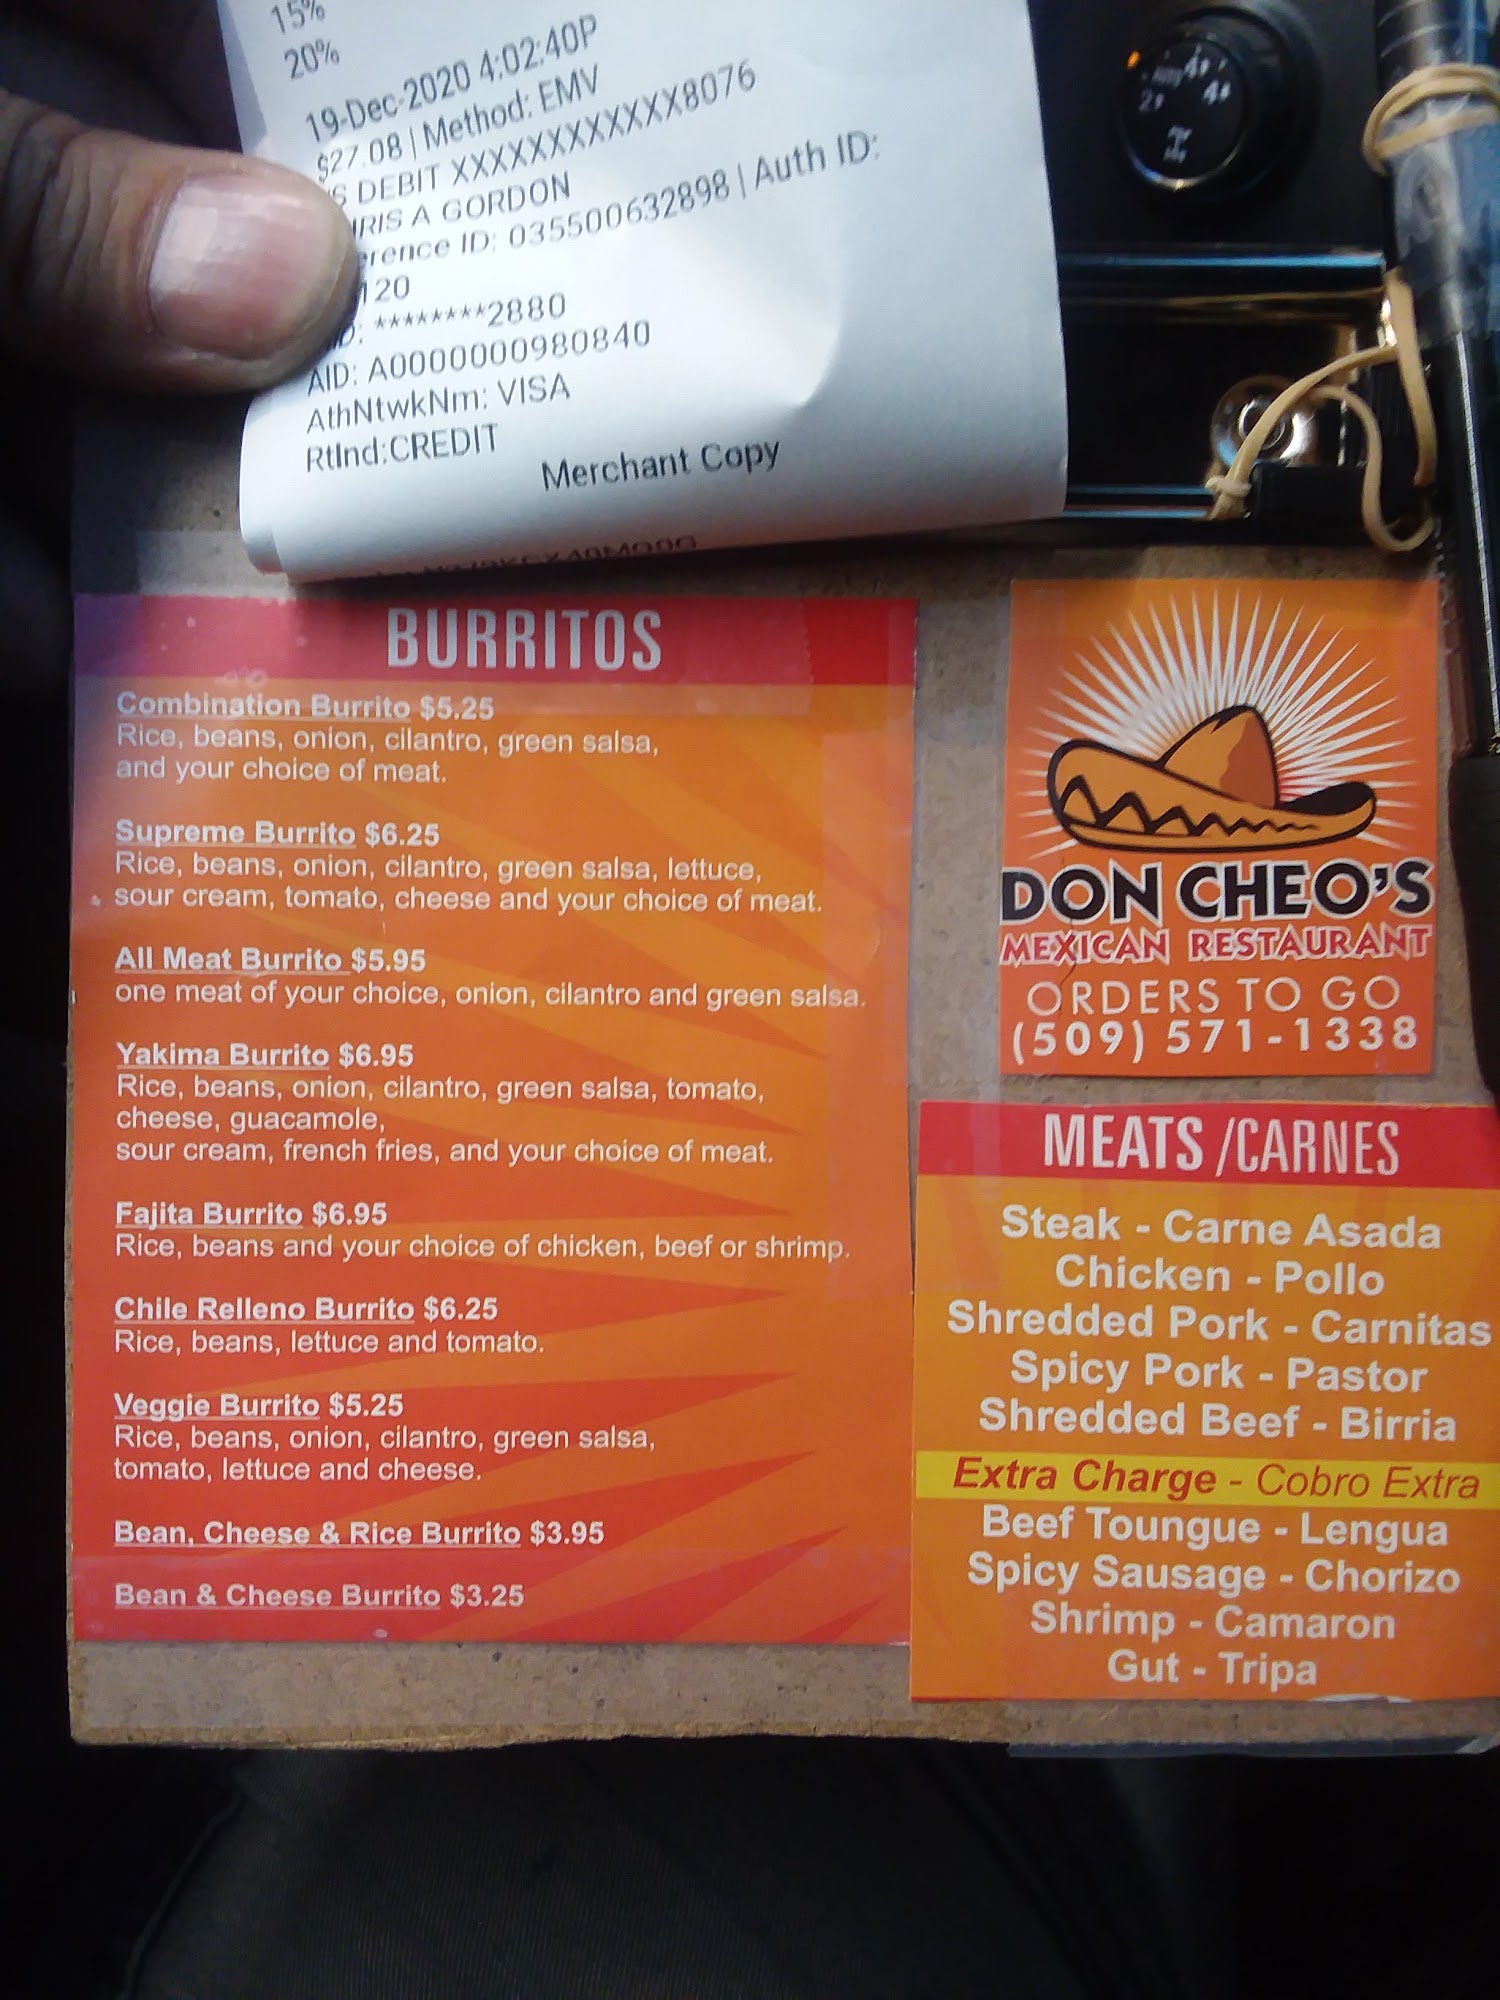 15%
20%
19-Dec-2020 4:02:40P
$27.08 | Method: EMV
S DEBIT XXXXXXXXXXXX8076
RIS A GORDON
erence ID: 035500632898 | Auth ID:
120
ID: ********2880
AID: A0000000980840
AthNtwkNm: VISA
RtInd:CREDIT
Merchant Copy
BURRITOS
Combination Burrito $5.25
Rice, beans, onion, cilantro, green salsa,
and your choice of meat.
Supreme Burrito $6.25
Rice, beans, onion, cilantro, green salsa, lettuce,
sour cream, tomato, cheese and your choice of meat.
All Meat Burrito $5.95
one meat of your choice, onion, cilantro and green salsa.
Yakima Burrito $6.95
Rice, beans, onion, cilantro, green salsa, tomato,
cheese, guacamole,
sour cream, french fries, and your choice of meat.
Fajita Burrito $6.95
Rice, beans and your choice of chicken, beef or shrimp.
Chile Relleno Burrito $6.25
Rice, beans, lettuce and tomato.
Veggie Burrito $5.25
Rice, beans, onion, cilantro, green salsa,
tomato, lettuce and cheese.
Bean, Cheese & Rice Burrito $3.95
Bean & Cheese Burrito $3.25
DON CHEO'S
MEXICAN RESTAURANT
ORDERS TO GO
(509) 571-1338
MEATS /CARNES
Steak - Carne Asada
Chicken - Pollo
Shredded Pork - Carnitas
Spicy Pork - Pastor
Shredded Beef - Birria
Extra Charge - Cobro Extra
Beef Toungue - Lengua
Spicy Sausage - Chorizo
Shrimp - Camaron
Gut - Tripa